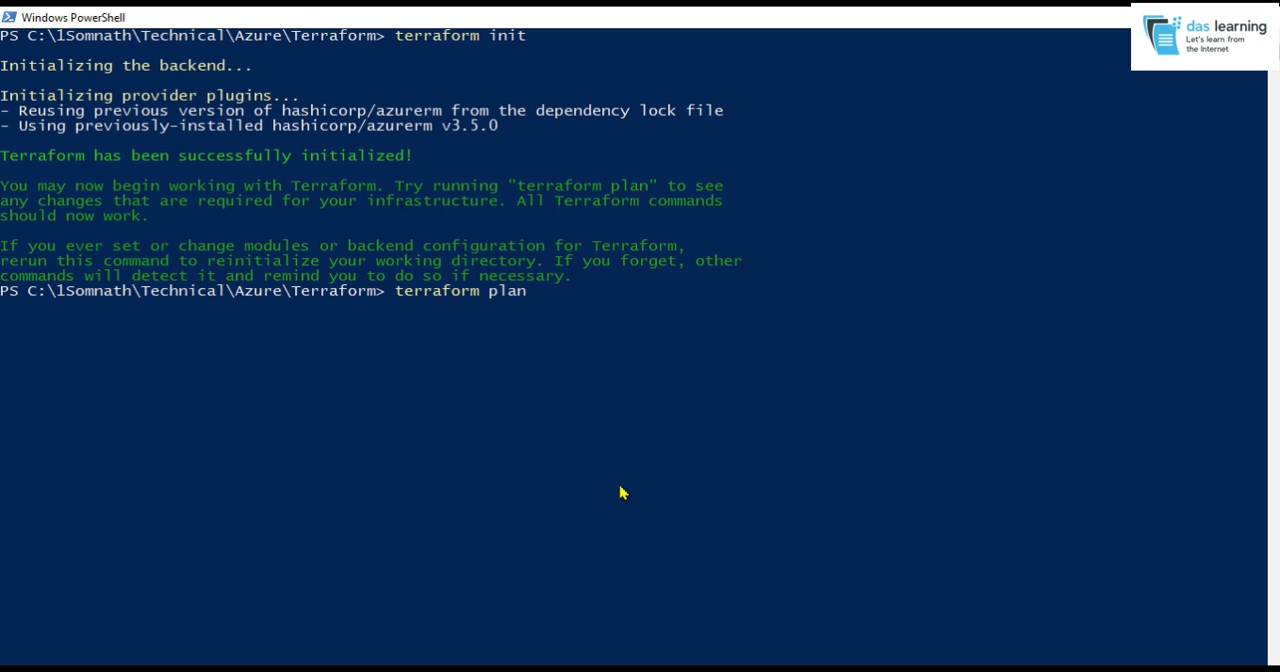 Windows PowerShell
PS C:\lSomnath\Technical\Azure\Terraform> terraform init
Initializing the backend...
Initializing provider plugins...
- Reusing previous version of hashicorp/azurerm from the dependency lock file
- Using previously-installed hashicorp/azurerm v3.5.0
Terraform has been successfully initialized!
You may now begin working with Terraform. Try running "terraform plan" to see
any changes that are required for your infrastructure. All Terraform commands
should now work.
If you ever set or change modules or backend configuration for Terraform,
rerun this command to reinitialize your working directory. If you forget, other
commands will detect it and remind you to do so if necessary.
PS C:\lSomnath\Technical\Azure\Terraform> terraform plan
das learning
Let's learn from
the Internet